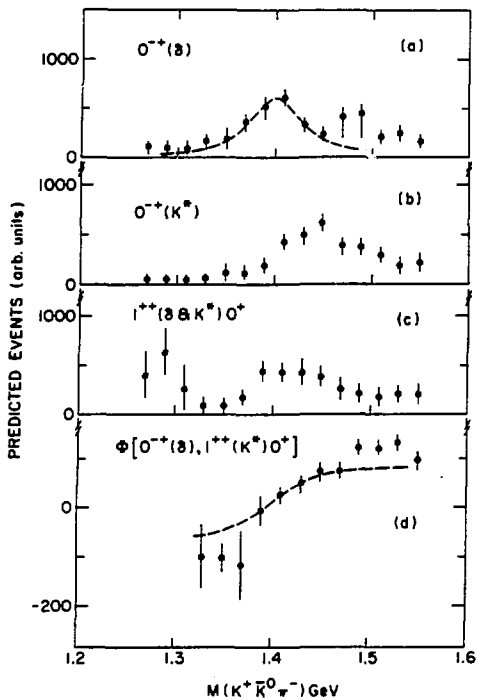 1000
0⁻⁺(δ)
(a)
0
1000
0⁻⁺(K*)
(b)
0
1000
1⁺⁺(δ & K*)0⁺
(c)
0
Φ[0⁻⁺(δ), 1⁺⁺(K*)0⁺]
0
(d)
-200
1.2 1.3 1.4 1.5 1.6
M(K⁺K̄⁰π⁻)GeV
PREDICTED EVENTS (arb. units)